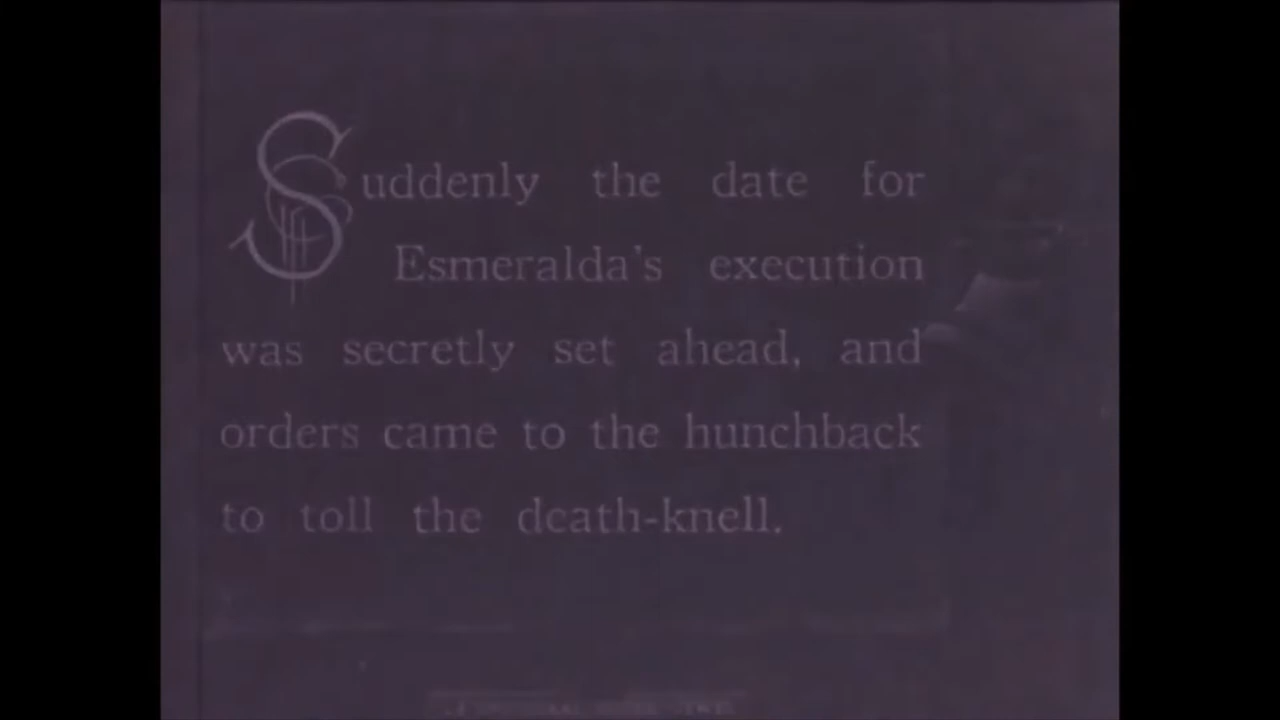 Suddenly the date for
Esmeralda's execution
was secretly set ahead, and
orders came to the hunchback
to toll the death-knell.